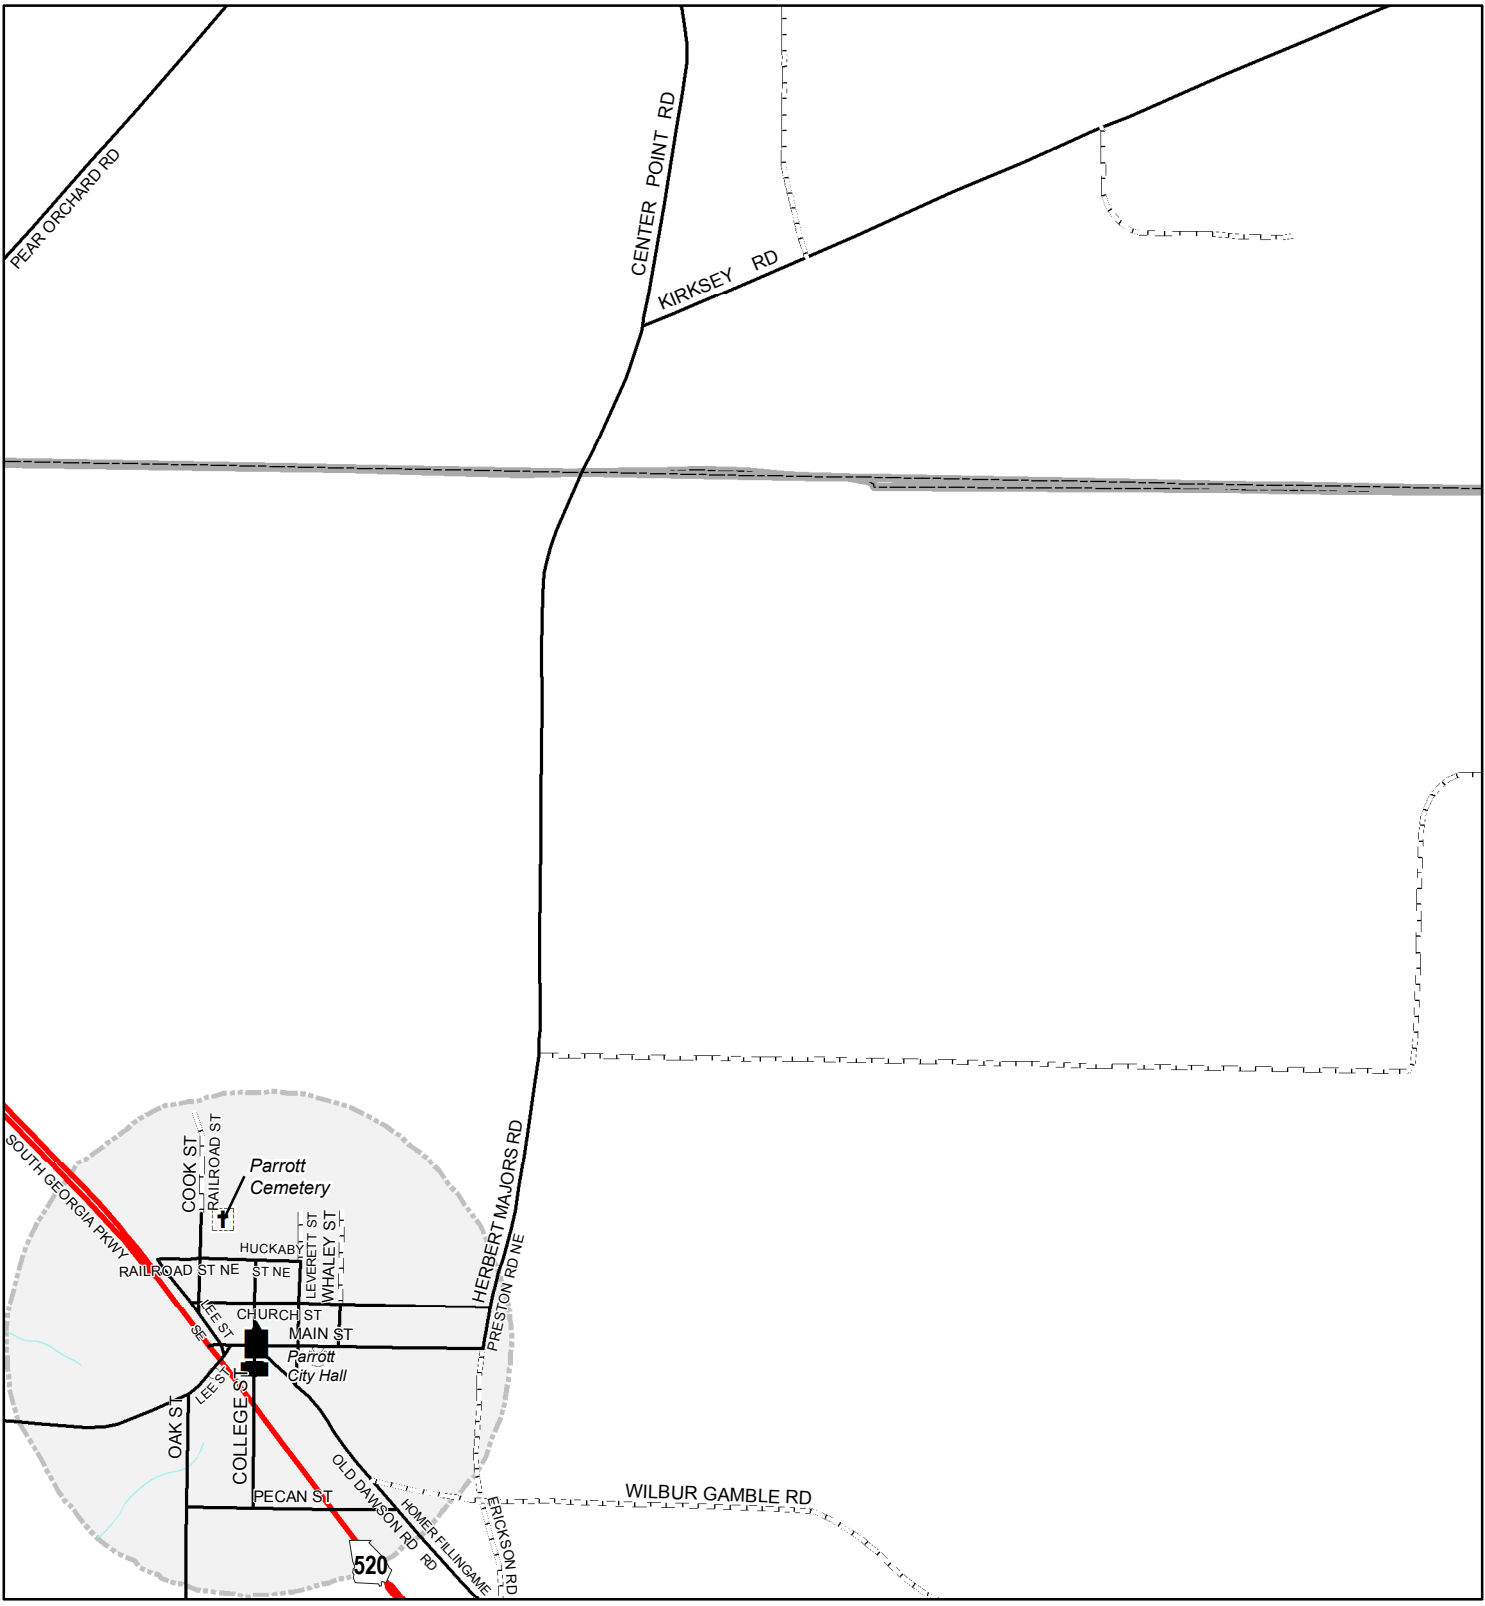 PEAR ORCHARD RD
CENTER POINT RD
KIRKSEY RD
SOUTH GEORGIA PKWY
COOK ST
RAILROAD ST
Parrott
Cemetery
HERBERT MAJORS RD
PRESTON RD NE
HUCKABY
ST NE
LEVERETT ST
WHALEY ST
RAILROAD ST NE
LEE ST
SE
CHURCH ST
MAIN ST
Parrott
City Hall
LEE ST
OAK ST
COLLEGE ST
PECAN ST
OLD DAWSON RD
HOMER FILLINGAME
RD
ERICKSON RD
WILBUR GAMBLE RD
520